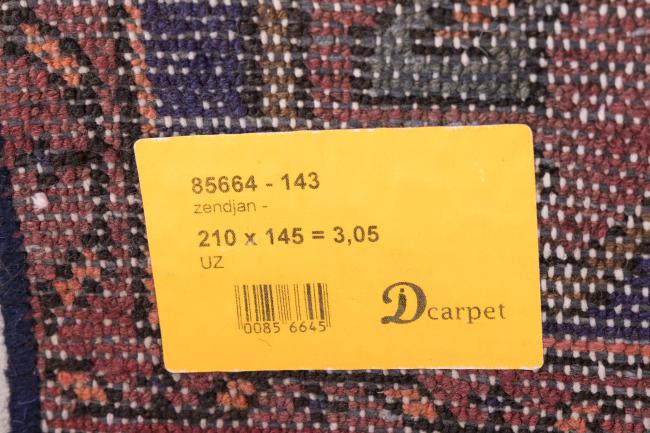 85664 - 143
zendjan -
210 x 145 = 3,05
UZ
0085 6645
Dcarpet